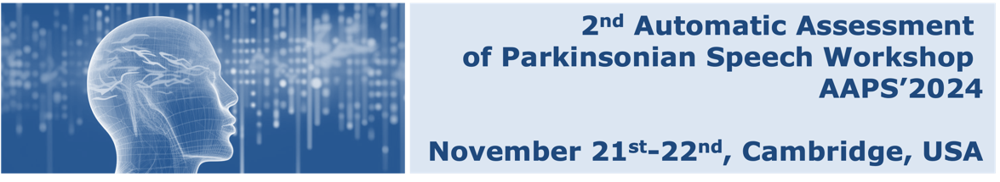 2nd Automatic Assessment
of Parkinsonian Speech Workshop
AAPS’2024
November 21st-22nd, Cambridge, USA